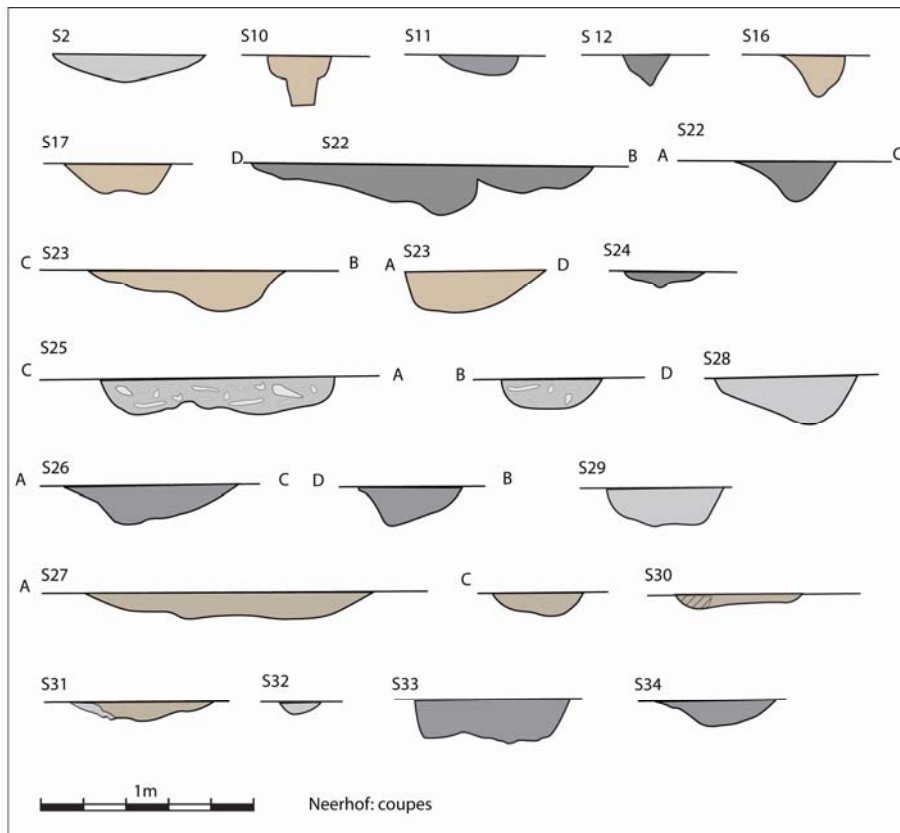 S2 S10 S11 S 12 S16
S17 D S22 B A S22 C
C S23 B A S23 D S24
C S25 A B D S28
A S26 C D B S29
A S27 C S30
S31 S32 S33 S34
1m Neerhof: coupes